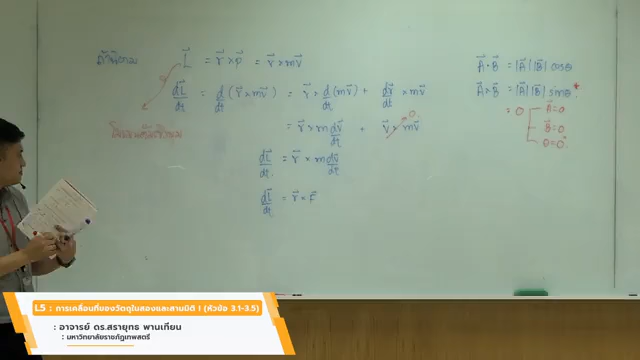 L⃗ = r⃗ × p⃗ = r⃗ × mv⃗
dL⃗/dt = d/dt (r⃗ × mv⃗) = r⃗ × d/dt (mv⃗) + dr⃗/dt × mv⃗
= r⃗ × m dv⃗/dt + v⃗ × mv⃗ 0
dL⃗/dt = r⃗ × m dv⃗/dt
dL⃗/dt = r⃗ × F⃗
A⃗ · B⃗ = |A⃗| |B⃗| cos θ
A⃗ × B⃗ = |A⃗| |B⃗| sin θ *
= 0
A⃗ = 0
B⃗ = 0
θ = 0
L5 : การเคลื่อนที่ของวัตถุในสองและสามมิติ I (หัวข้อ 3.1-3.5)
: อาจารย์ ดร.สรายุทธ พานเทียน
: มหาวิทยาลัยราชภัฏเทพสตรี